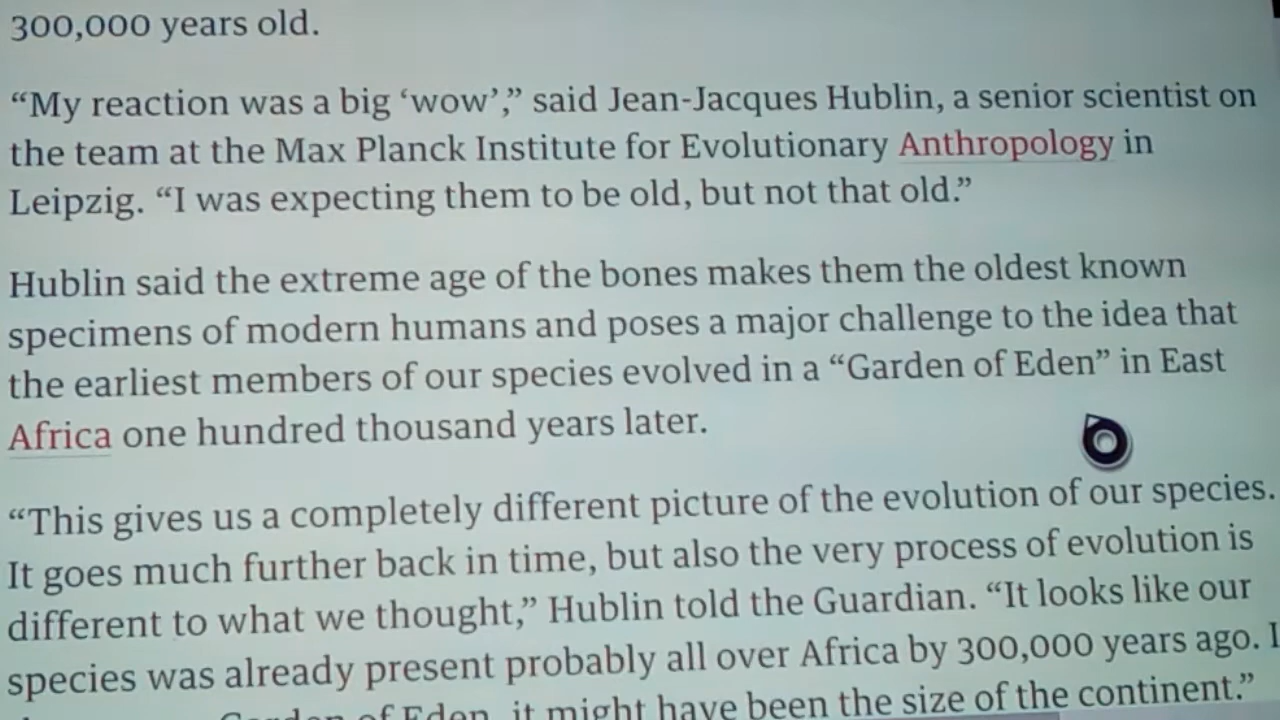 300,000 years old.
“My reaction was a big ‘wow’,” said Jean-Jacques Hublin, a senior scientist on
the team at the Max Planck Institute for Evolutionary Anthropology in
Leipzig. “I was expecting them to be old, but not that old.”
Hublin said the extreme age of the bones makes them the oldest known
specimens of modern humans and poses a major challenge to the idea that
the earliest members of our species evolved in a “Garden of Eden” in East
Africa one hundred thousand years later.
“This gives us a completely different picture of the evolution of our species.
It goes much further back in time, but also the very process of evolution is
different to what we thought,” Hublin told the Guardian. “It looks like our
species was already present probably all over Africa by 300,000 years ago.
Garden of Eden, it might have been the size of the continent.”